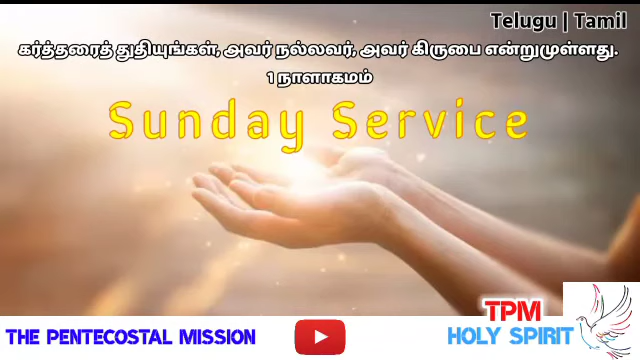 Telugu | Tamil
கர்த்தரைத் துதியுங்கள், அவர் நல்லவர், அவர் கிருபை என்றுமுள்ளது.
1 நாளாகமம்
Sunday Service
TPM
THE PENTECOSTAL MISSION
HOLY SPIRIT